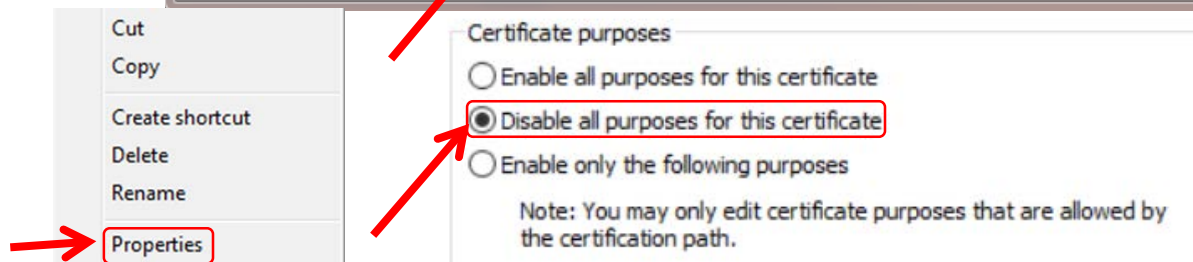 Cut
Copy
Create shortcut
Delete
Rename
Properties
Certificate purposes
Enable all purposes for this certificate
Disable all purposes for this certificate
Enable only the following purposes
Note: You may only edit certificate purposes that are allowed by
the certification path.